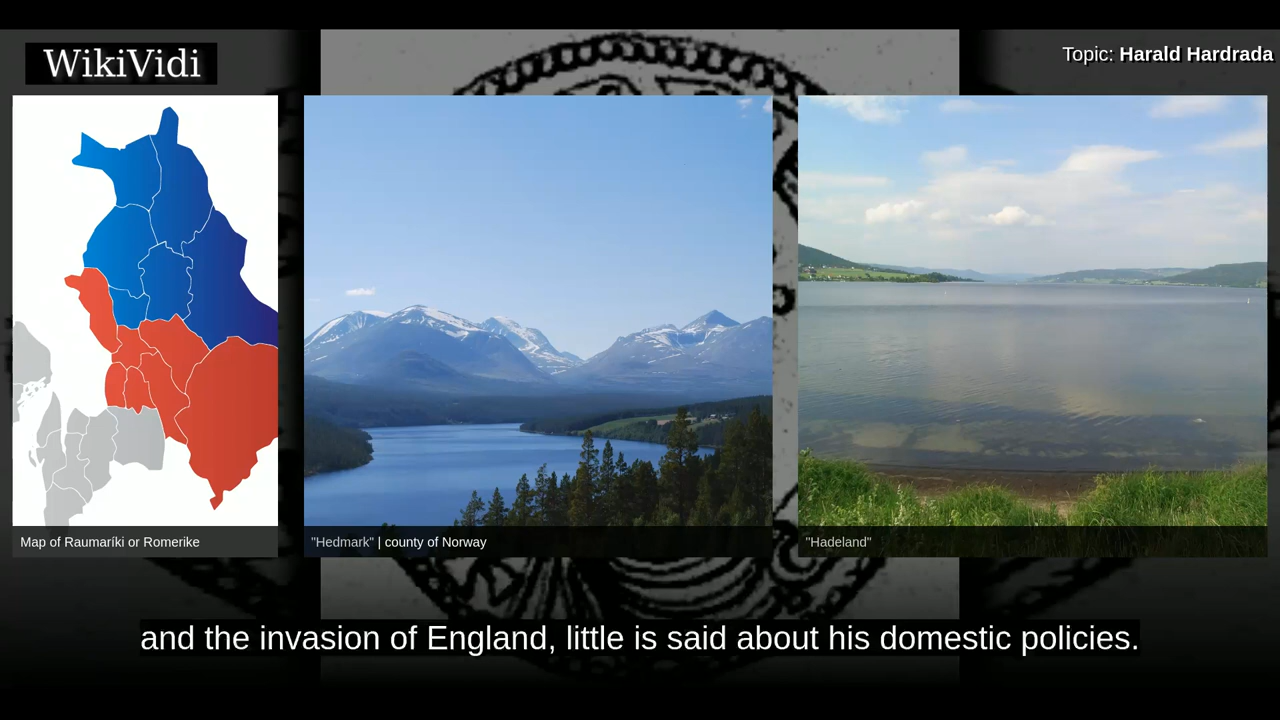 WikiVidi
Topic: Harald Hardrada
Map of Raumaríki or Romerike
"Hedmark" | county of Norway
"Hadeland"
and the invasion of England, little is said about his domestic policies.